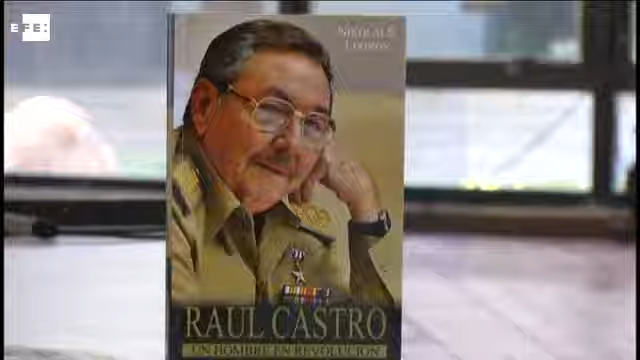 EFE:
NIKOLAI S.
LEONOV
RAUL CASTRO
UN HOMBRE EN REVOLUCIÓN